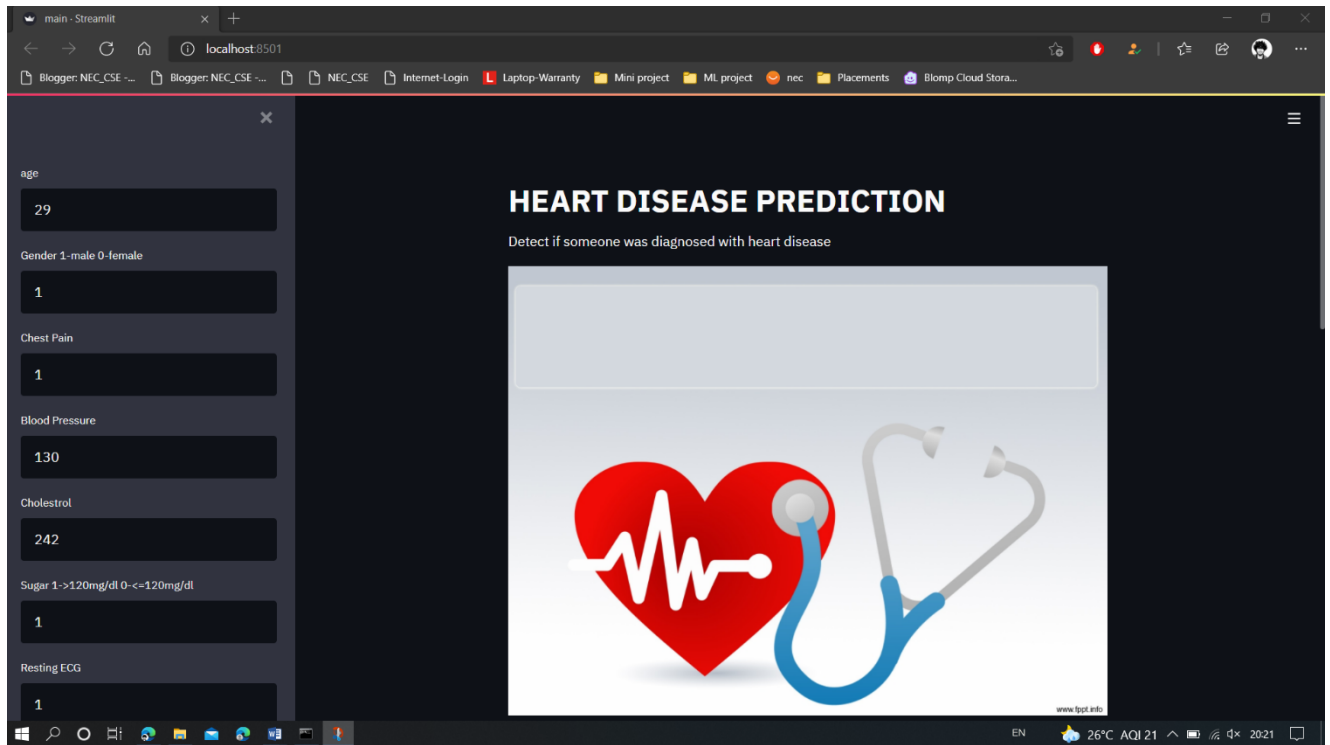 main - Streamlit
localhost:8501
Blogger: NEC_CSE -... Blogger: NEC_CSE -... NEC_CSE Internet-Login L Laptop-Warranty Mini project ML project nec Placements Blomp Cloud Stora...
age
29
Gender 1-male 0-female
1
Chest Pain
1
Blood Pressure
130
Cholestrol
242
Sugar 1->120mg/dl 0-<=120mg/dl
1
Resting ECG
1
HEART DISEASE PREDICTION
Detect if someone was diagnosed with heart disease
www.fppt.info
EN 26°C AQI 21 20:21